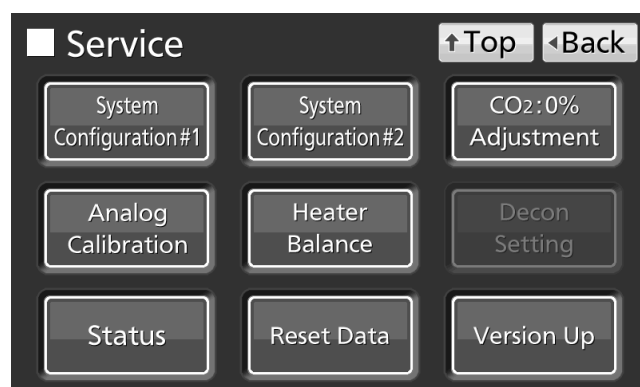 Service
↑Top ◂Back
System
Configuration#1
System
Configuration#2
CO2:0%
Adjustment
Analog
Calibration
Heater
Balance
Decon
Setting
Status
Reset Data
Version Up